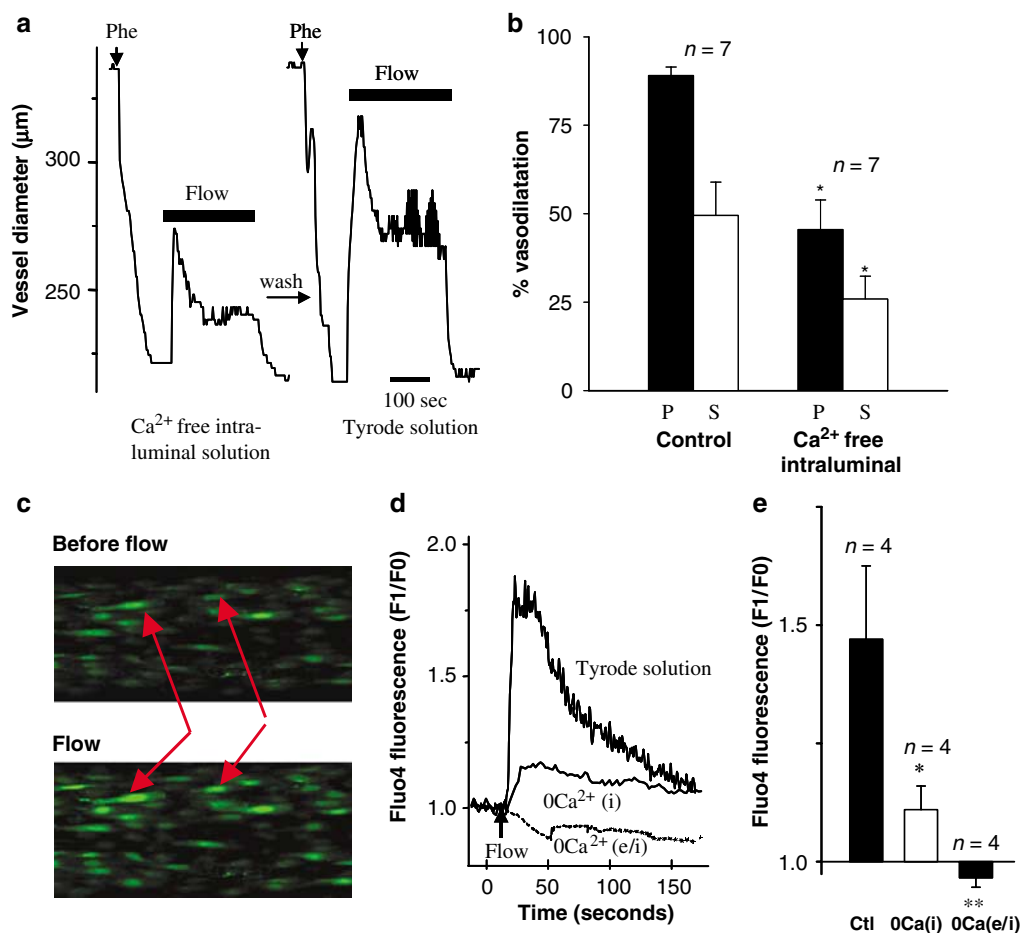 a
Phe
Phe
Flow
Flow
wash
Vessel diameter (μm)
300
250
100 sec
Ca2+ free intra-
luminal solution
Tyrode solution
b
% vasodilatation
100
75
50
25
0
n = 7
n = 7
*
*
P
S
P
S
Control
Ca2+ free
intraluminal
c
Before flow
Flow
d
Fluo4 fluorescence (F1/F0)
2.0
1.5
1.0
Tyrode solution
0Ca2+ (i)
0Ca2+ (e/i)
Flow
0
50
100
150
Time (seconds)
e
Fluo4 fluorescence (F1/F0)
1.5
1.0
n = 4
n = 4
*
n = 4
**
Ctl
0Ca(i)
0Ca(e/i)